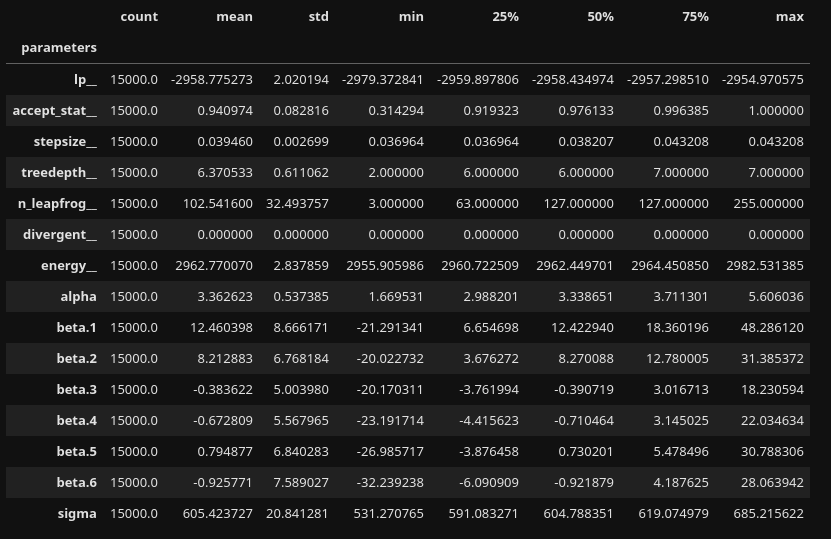 count mean std min 25% 50% 75% max
parameters
lp__ 15000.0 -2958.775273 2.020194 -2979.372841 -2959.897806 -2958.434974 -2957.298510 -2954.970575
accept_stat__ 15000.0 0.940974 0.082816 0.314294 0.919323 0.976133 0.996385 1.000000
stepsize__ 15000.0 0.039460 0.002699 0.036964 0.036964 0.038207 0.043208 0.043208
treedepth__ 15000.0 6.370533 0.611062 2.000000 6.000000 6.000000 7.000000 7.000000
n_leapfrog__ 15000.0 102.541600 32.493757 3.000000 63.000000 127.000000 127.000000 255.000000
divergent__ 15000.0 0.000000 0.000000 0.000000 0.000000 0.000000 0.000000 0.000000
energy__ 15000.0 2962.770070 2.837859 2955.905986 2960.722509 2962.449701 2964.450850 2982.531385
alpha 15000.0 3.362623 0.537385 1.669531 2.988201 3.338651 3.711301 5.606036
beta.1 15000.0 12.460398 8.666171 -21.291341 6.654698 12.422940 18.360196 48.286120
beta.2 15000.0 8.212883 6.768184 -20.022732 3.676272 8.270088 12.780005 31.385372
beta.3 15000.0 -0.383622 5.003980 -20.170311 -3.761994 -0.390719 3.016713 18.230594
beta.4 15000.0 -0.672809 5.567965 -23.191714 -4.415623 -0.710464 3.145025 22.034634
beta.5 15000.0 0.794877 6.840283 -26.985717 -3.876458 0.730201 5.478496 30.788306
beta.6 15000.0 -0.925771 7.589027 -32.239238 -6.090909 -0.921879 4.187625 28.063942
sigma 15000.0 605.423727 20.841281 531.270765 591.083271 604.788351 619.074979 685.215622